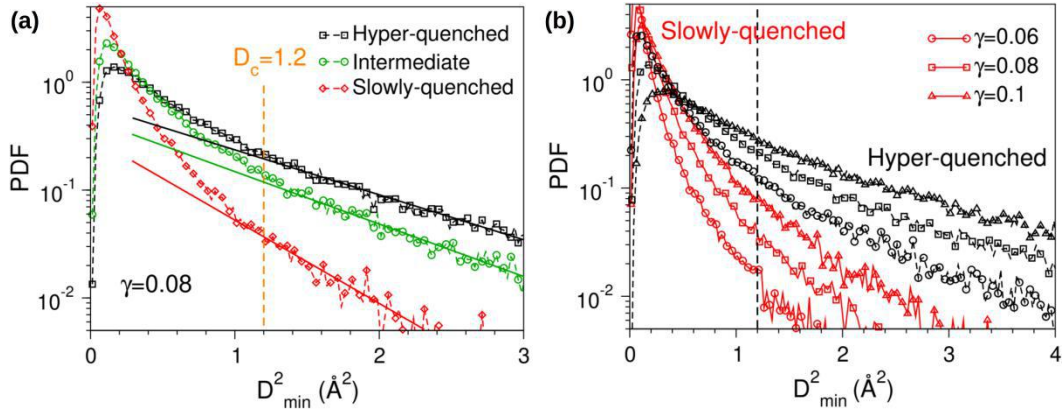 (a)
Hyper-quenched
Intermediate
Slowly-quenched
D_c=1.2
γ=0.08
PDF
10^0
10^-1
10^-2
0 1 2 3
D^2_min (Å^2)
(b)
Slowly-quenched
γ=0.06
γ=0.08
γ=0.1
Hyper-quenched
PDF
10^0
10^-1
10^-2
0 1 2 3 4
D^2_min (Å^2)